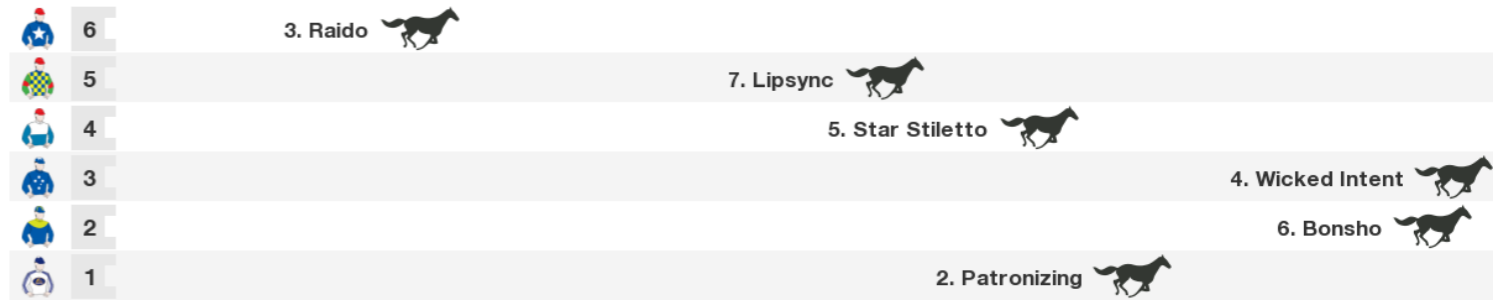 6 3. Raido
5 7. Lipsync
4 5. Star Stiletto
3 4. Wicked Intent
2 6. Bonsho
1 2. Patronizing